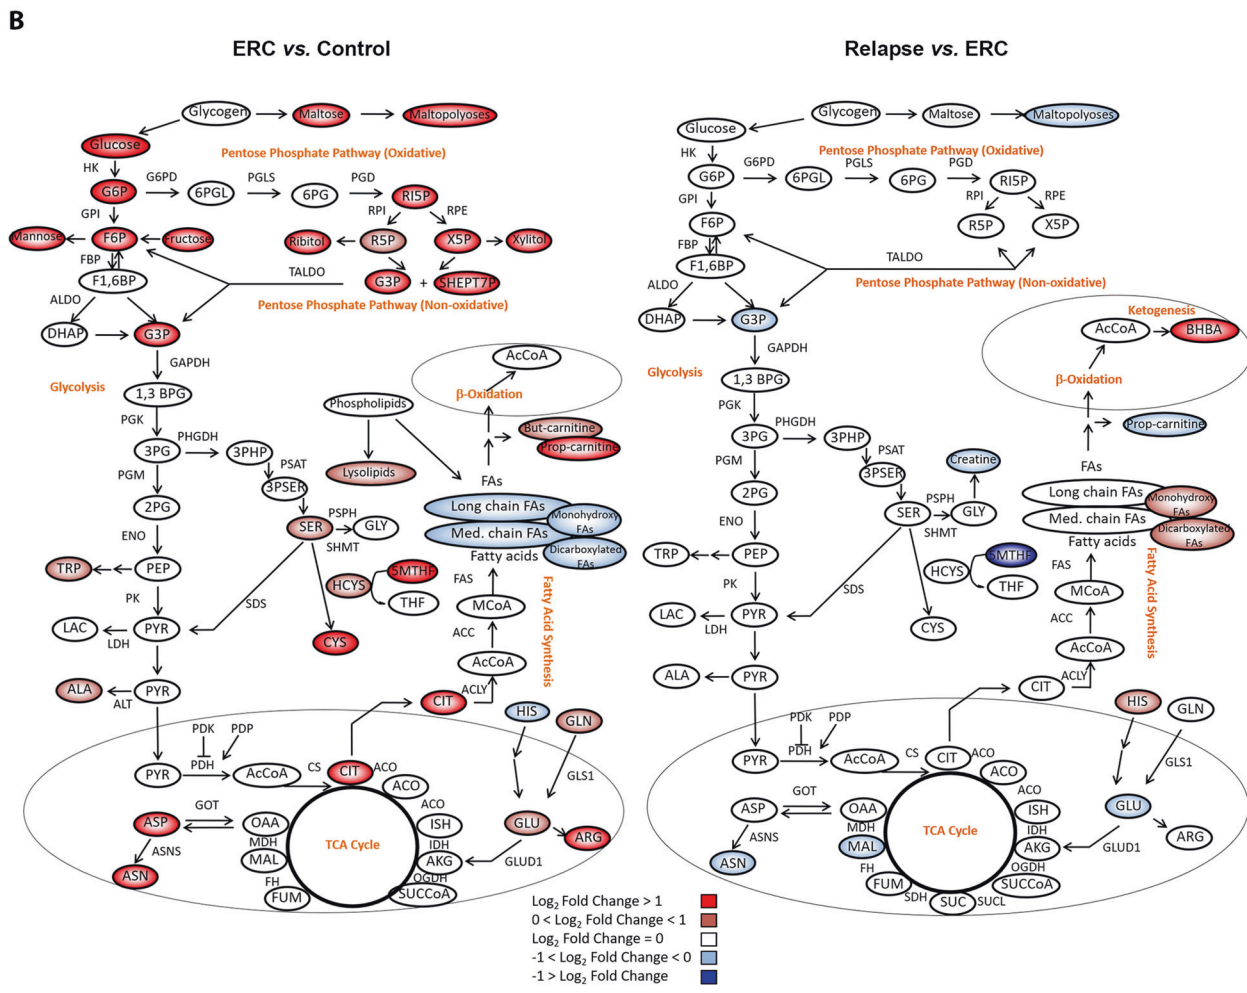 B
ERC vs. Control
Glycogen
Maltose
Maltopolyoses
Glucose
Pentose Phosphate Pathway (Oxidative)
HK
G6P
G6PD
6PGL
PGLS
6PG
PGD
RI5P
GPI
RPI
RPE
Mannose
F6P
Fructose
Ribitol
R5P
X5P
Xylitol
FBP
F1,6BP
TALDO
G3P
+
SHEPT7P
ALDO
Pentose Phosphate Pathway (Non-oxidative)
DHAP
G3P
GAPDH
AcCoA
Glycolysis
1,3 BPG
β-Oxidation
Phospholipids
PGK
But-carnitine
PHGDH
Prop-carnitine
3PG
3PHP
PSAT
Lysolipids
PGM
3PSER
FAs
2PG
Long chain FAs
Monohydroxy
FAs
SER
PSPH
GLY
Med. chain FAs
ENO
SHMT
Dicarboxylated
FAs
Fatty acids
TRP
PEP
HCYS
5MTHF
FAS
THF
MCoA
PK
SDS
Fatty Acid Synthesis
LAC
LDH
PYR
CYS
ACC
AcCoA
ALA
ALT
PYR
ACLY
CIT
HIS
GLN
PDK
PDP
PYR
PDH
AcCoA
CS
CIT
ACO
ACO
GLS1
ACO
ASP
GOT
OAA
ISH
GLU
ARG
MDH
TCA Cycle
IDH
ASNS
MAL
AKG
GLUD1
ASN
FH
OGDH
FUM
SUCCoA
Relapse vs. ERC
Glycogen
Maltose
Maltopolyoses
Glucose
Pentose Phosphate Pathway (Oxidative)
HK
G6P
G6PD
6PGL
PGLS
6PG
PGD
RI5P
GPI
RPI
RPE
F6P
R5P
X5P
FBP
F1,6BP
TALDO
ALDO
Pentose Phosphate Pathway (Non-oxidative)
DHAP
G3P
Ketogenesis
AcCoA
BHBA
GAPDH
Glycolysis
1,3 BPG
β-Oxidation
PGK
PHGDH
Prop-carnitine
3PG
3PHP
PSAT
PGM
3PSER
Creatine
FAs
2PG
Long chain FAs
Monohydroxy
FAs
SER
PSPH
GLY
Med. chain FAs
ENO
SHMT
Dicarboxylated
FAs
Fatty acids
TRP
PEP
HCYS
5MTHF
FAS
THF
MCoA
PK
SDS
Fatty Acid Synthesis
LAC
LDH
PYR
CYS
ACC
AcCoA
ALA
PYR
ACLY
CIT
HIS
GLN
PDK
PDP
PYR
PDH
AcCoA
CS
CIT
ACO
ACO
GLS1
ACO
ASP
GOT
OAA
ISH
GLU
ARG
MDH
TCA Cycle
IDH
ASNS
MAL
AKG
GLUD1
ASN
FH
OGDH
FUM
SUCCoA
SDH
SUC
SUCL
Log2 Fold Change > 1
0 < Log2 Fold Change < 1
Log2 Fold Change = 0
-1 < Log2 Fold Change < 0
-1 > Log2 Fold Change